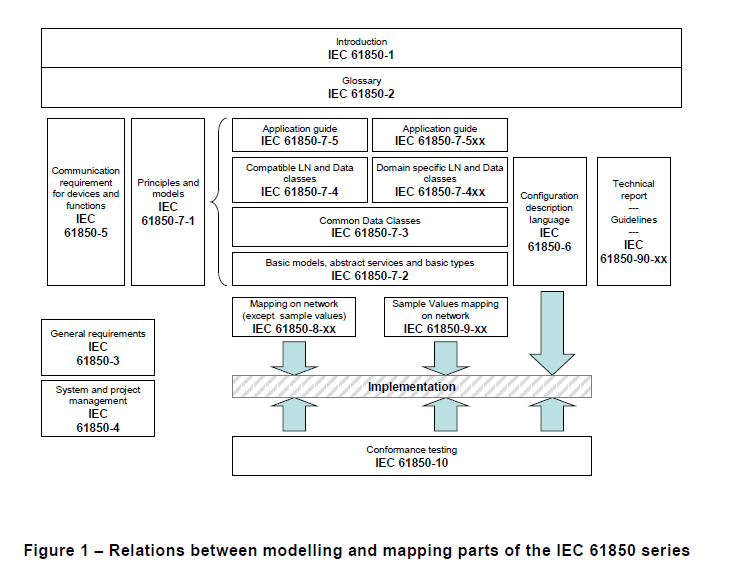 Introduction
IEC 61850-1
Glossary
IEC 61850-2
Communication
requirement
for devices and
functions
IEC
61850-5
Principles and
models
IEC
61850-7-1
Application guide
IEC 61850-7-5
Application guide
IEC 61850-7-5xx
Compatible LN and Data
classes
IEC 61850-7-4
Domain specific LN and Data
classes
IEC 61850-7-4xx
Common Data Classes
IEC 61850-7-3
Basic models, abstract services and basic types
IEC 61850-7-2
Configuration
description
language
IEC
61850-6
Technical
report
---
Guidelines
---
IEC
61850-90-xx
Mapping on network
(except sample values)
IEC 61850-8-xx
Sample Values mapping
on network
IEC 61850-9-xx
General requirements
IEC
61850-3
System and project
management
IEC
61850-4
Implementation
Conformance testing
IEC 61850-10
Figure 1 – Relations between modelling and mapping parts of the IEC 61850 series